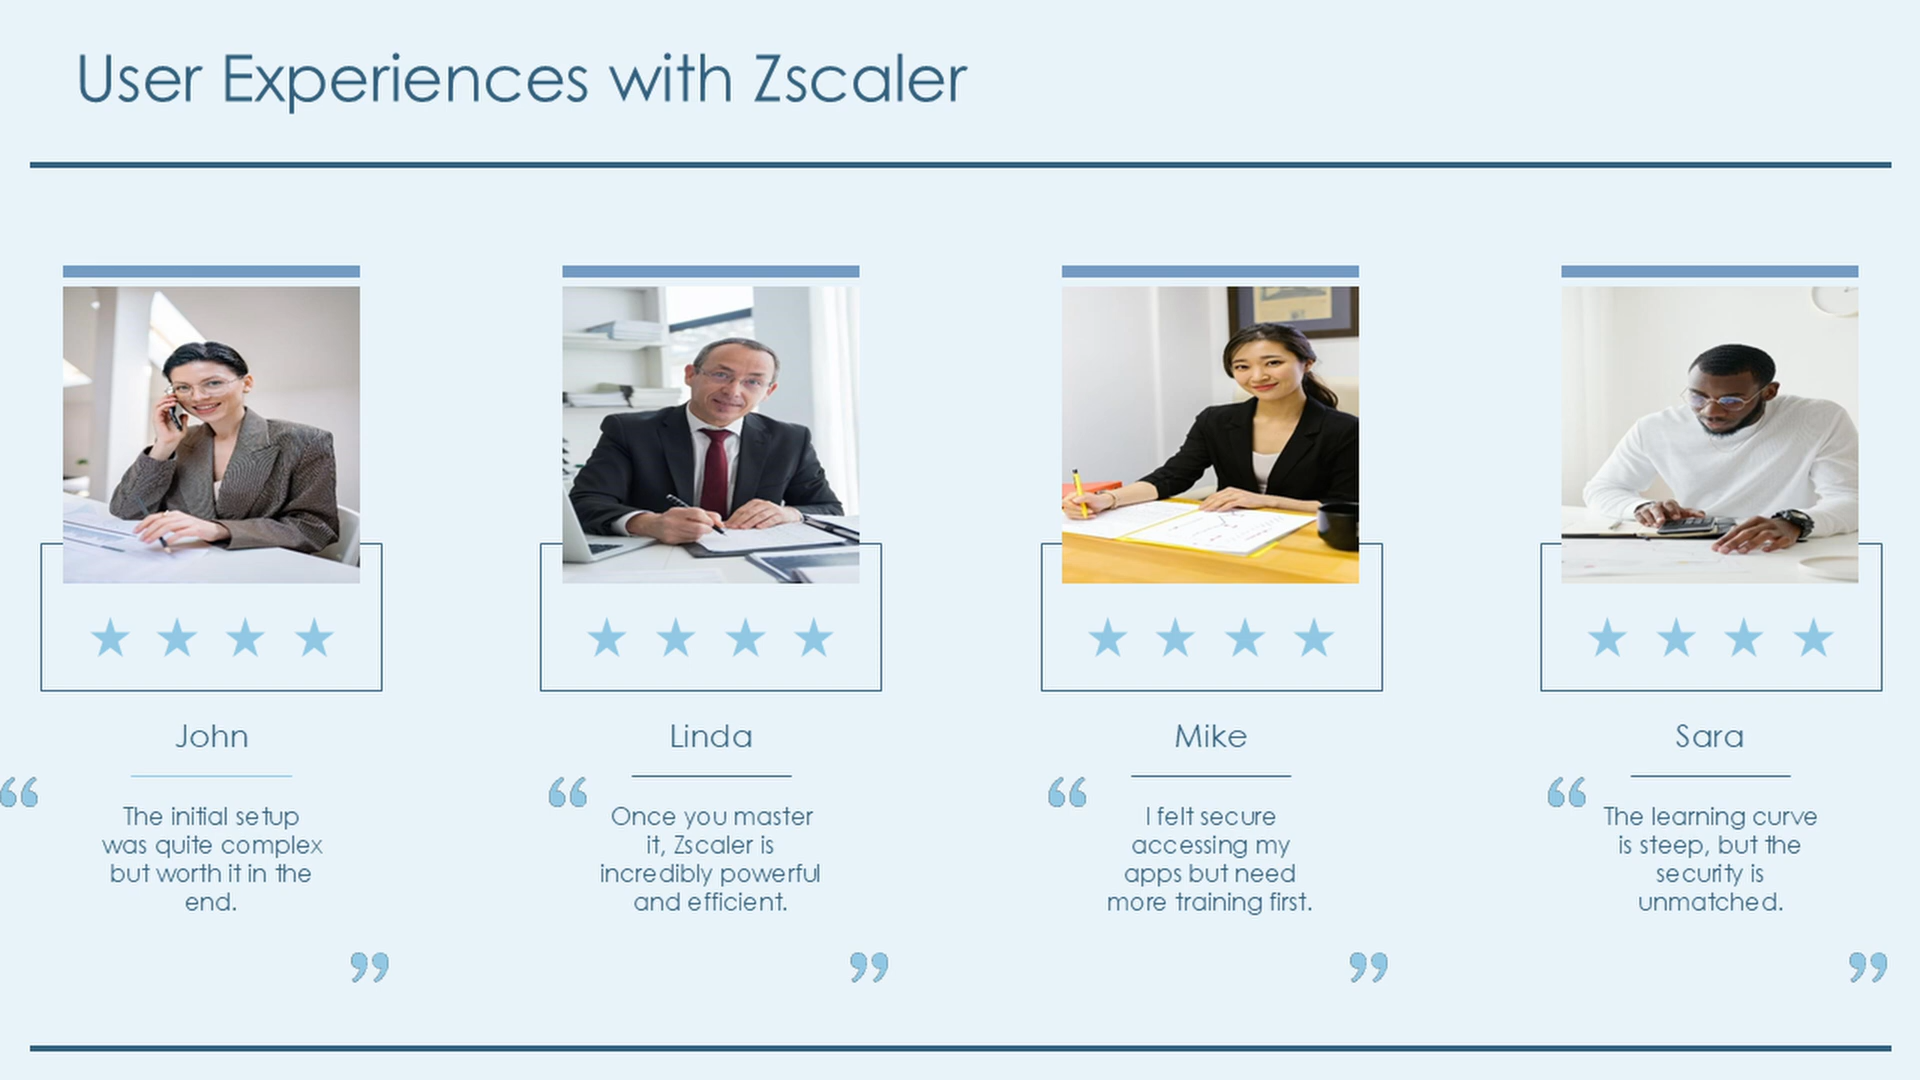 User Experiences with Zscaler
John
“
The initial setup
was quite complex
but worth it in the
end.
”
Linda
“
Once you master
it, Zscaler is
incredibly powerful
and efficient.
”
Mike
“
I felt secure
accessing my
apps but need
more training first.
”
Sara
“
The learning curve
is steep, but the
security is
unmatched.
”